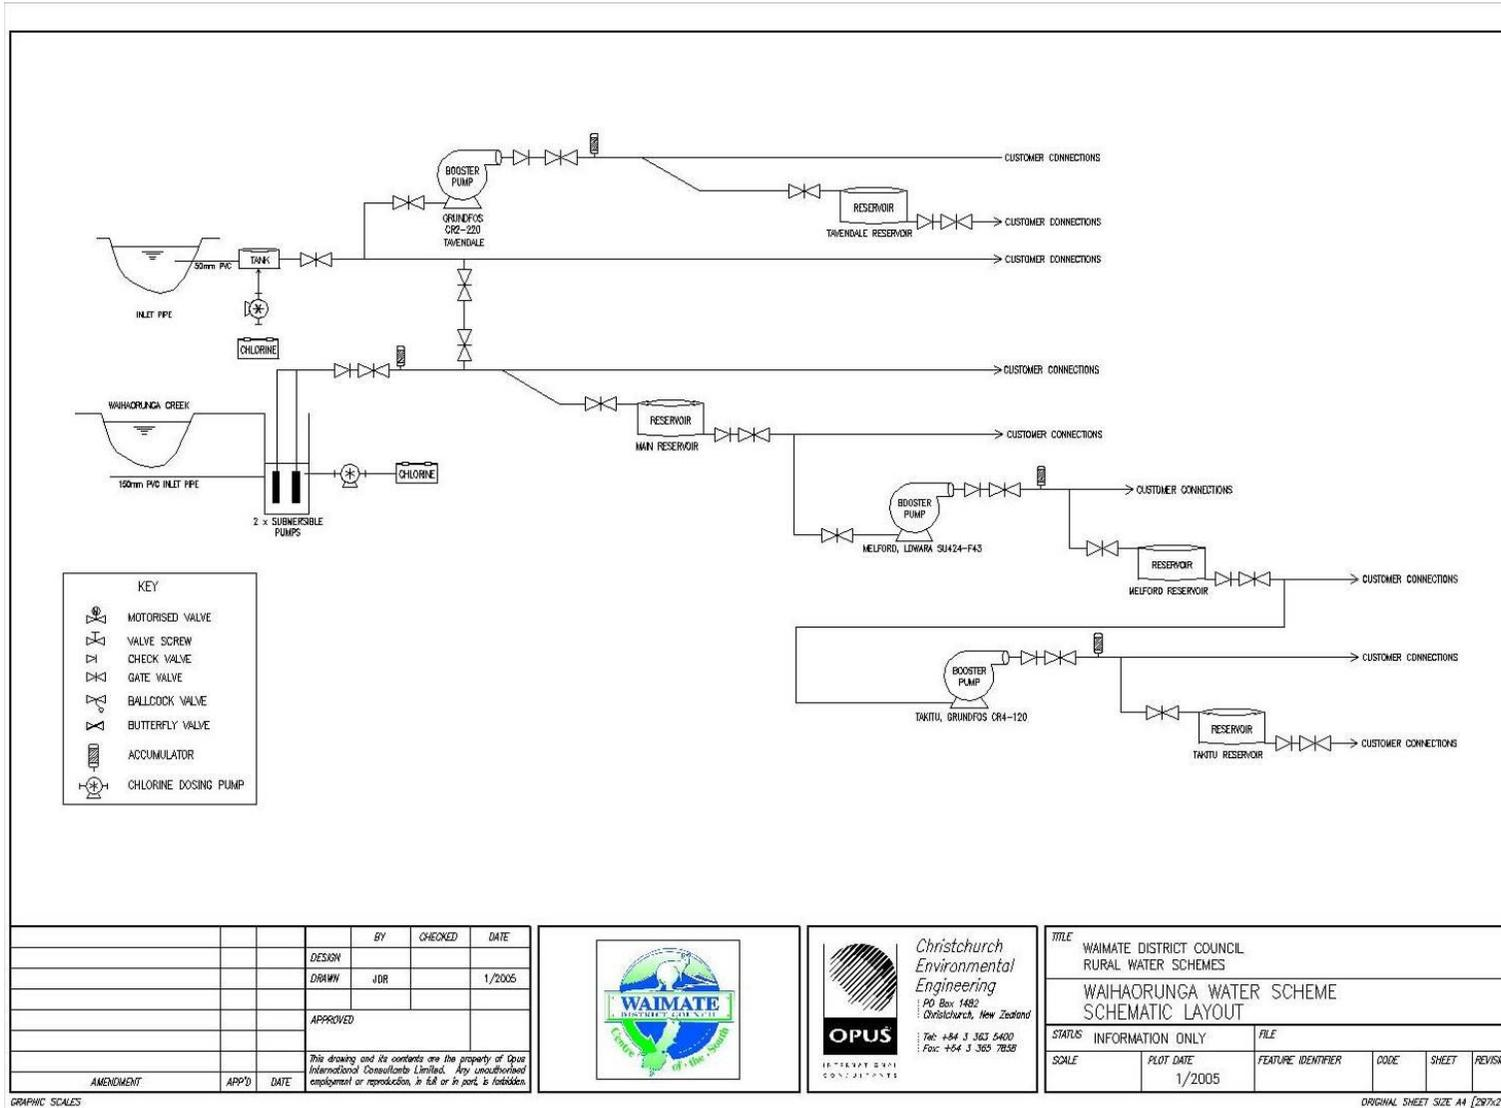 BOOSTER
PUMP
GRUNDFOS
CR2-220
TAVENDALE
CUSTOMER CONNECTIONS
RESERVOIR
TAVENDALE RESERVOIR
CUSTOMER CONNECTIONS
50mm PVC
TANK
CUSTOMER CONNECTIONS
INLET PIPE
CHLORINE
CUSTOMER CONNECTIONS
WAIHAORUNGA CREEK
RESERVOIR
MAIN RESERVOIR
CUSTOMER CONNECTIONS
150mm PVC INLET PIPE
CHLORINE
2 x SUBMERSIBLE
PUMPS
BOOSTER
PUMP
MELFORD, LOWARA SU424-F43
CUSTOMER CONNECTIONS
RESERVOIR
MELFORD RESERVOIR
CUSTOMER CONNECTIONS
BOOSTER
PUMP
TAKITU, GRUNDFOS CR4-120
CUSTOMER CONNECTIONS
RESERVOIR
TAKITU RESERVOIR
CUSTOMER CONNECTIONS
KEY
MOTORISED VALVE
VALVE SCREW
CHECK VALVE
GATE VALVE
BALLCOCK VALVE
BUTTERFLY VALVE
ACCUMULATOR
CHLORINE DOSING PUMP
AMENDMENT APP'D DATE
BY CHECKED DATE
DESIGN
DRAWN JDR 1/2005
APPROVED
This drawing and its contents are the property of Opus
International Consultants Limited. Any unauthorised
employment or reproduction, in full or in part, is forbidden.
WAIMATE
DISTRICT COUNCIL
Centre of the South
OPUS
INTERNATIONAL
CONSULTANTS
Christchurch
Environmental
Engineering
PO Box 1482
Christchurch, New Zealand
Tel: +64 3 363 5400
Fax: +64 3 365 7858
TITLE
WAIMATE DISTRICT COUNCIL
RURAL WATER SCHEMES
WAIHAORUNGA WATER SCHEME
SCHEMATIC LAYOUT
STATUS INFORMATION ONLY FILE
SCALE PLOT DATE FEATURE IDENTIFIER CODE SHEET
1/2005
GRAPHIC SCALES
ORIGINAL SHEET SIZE A4